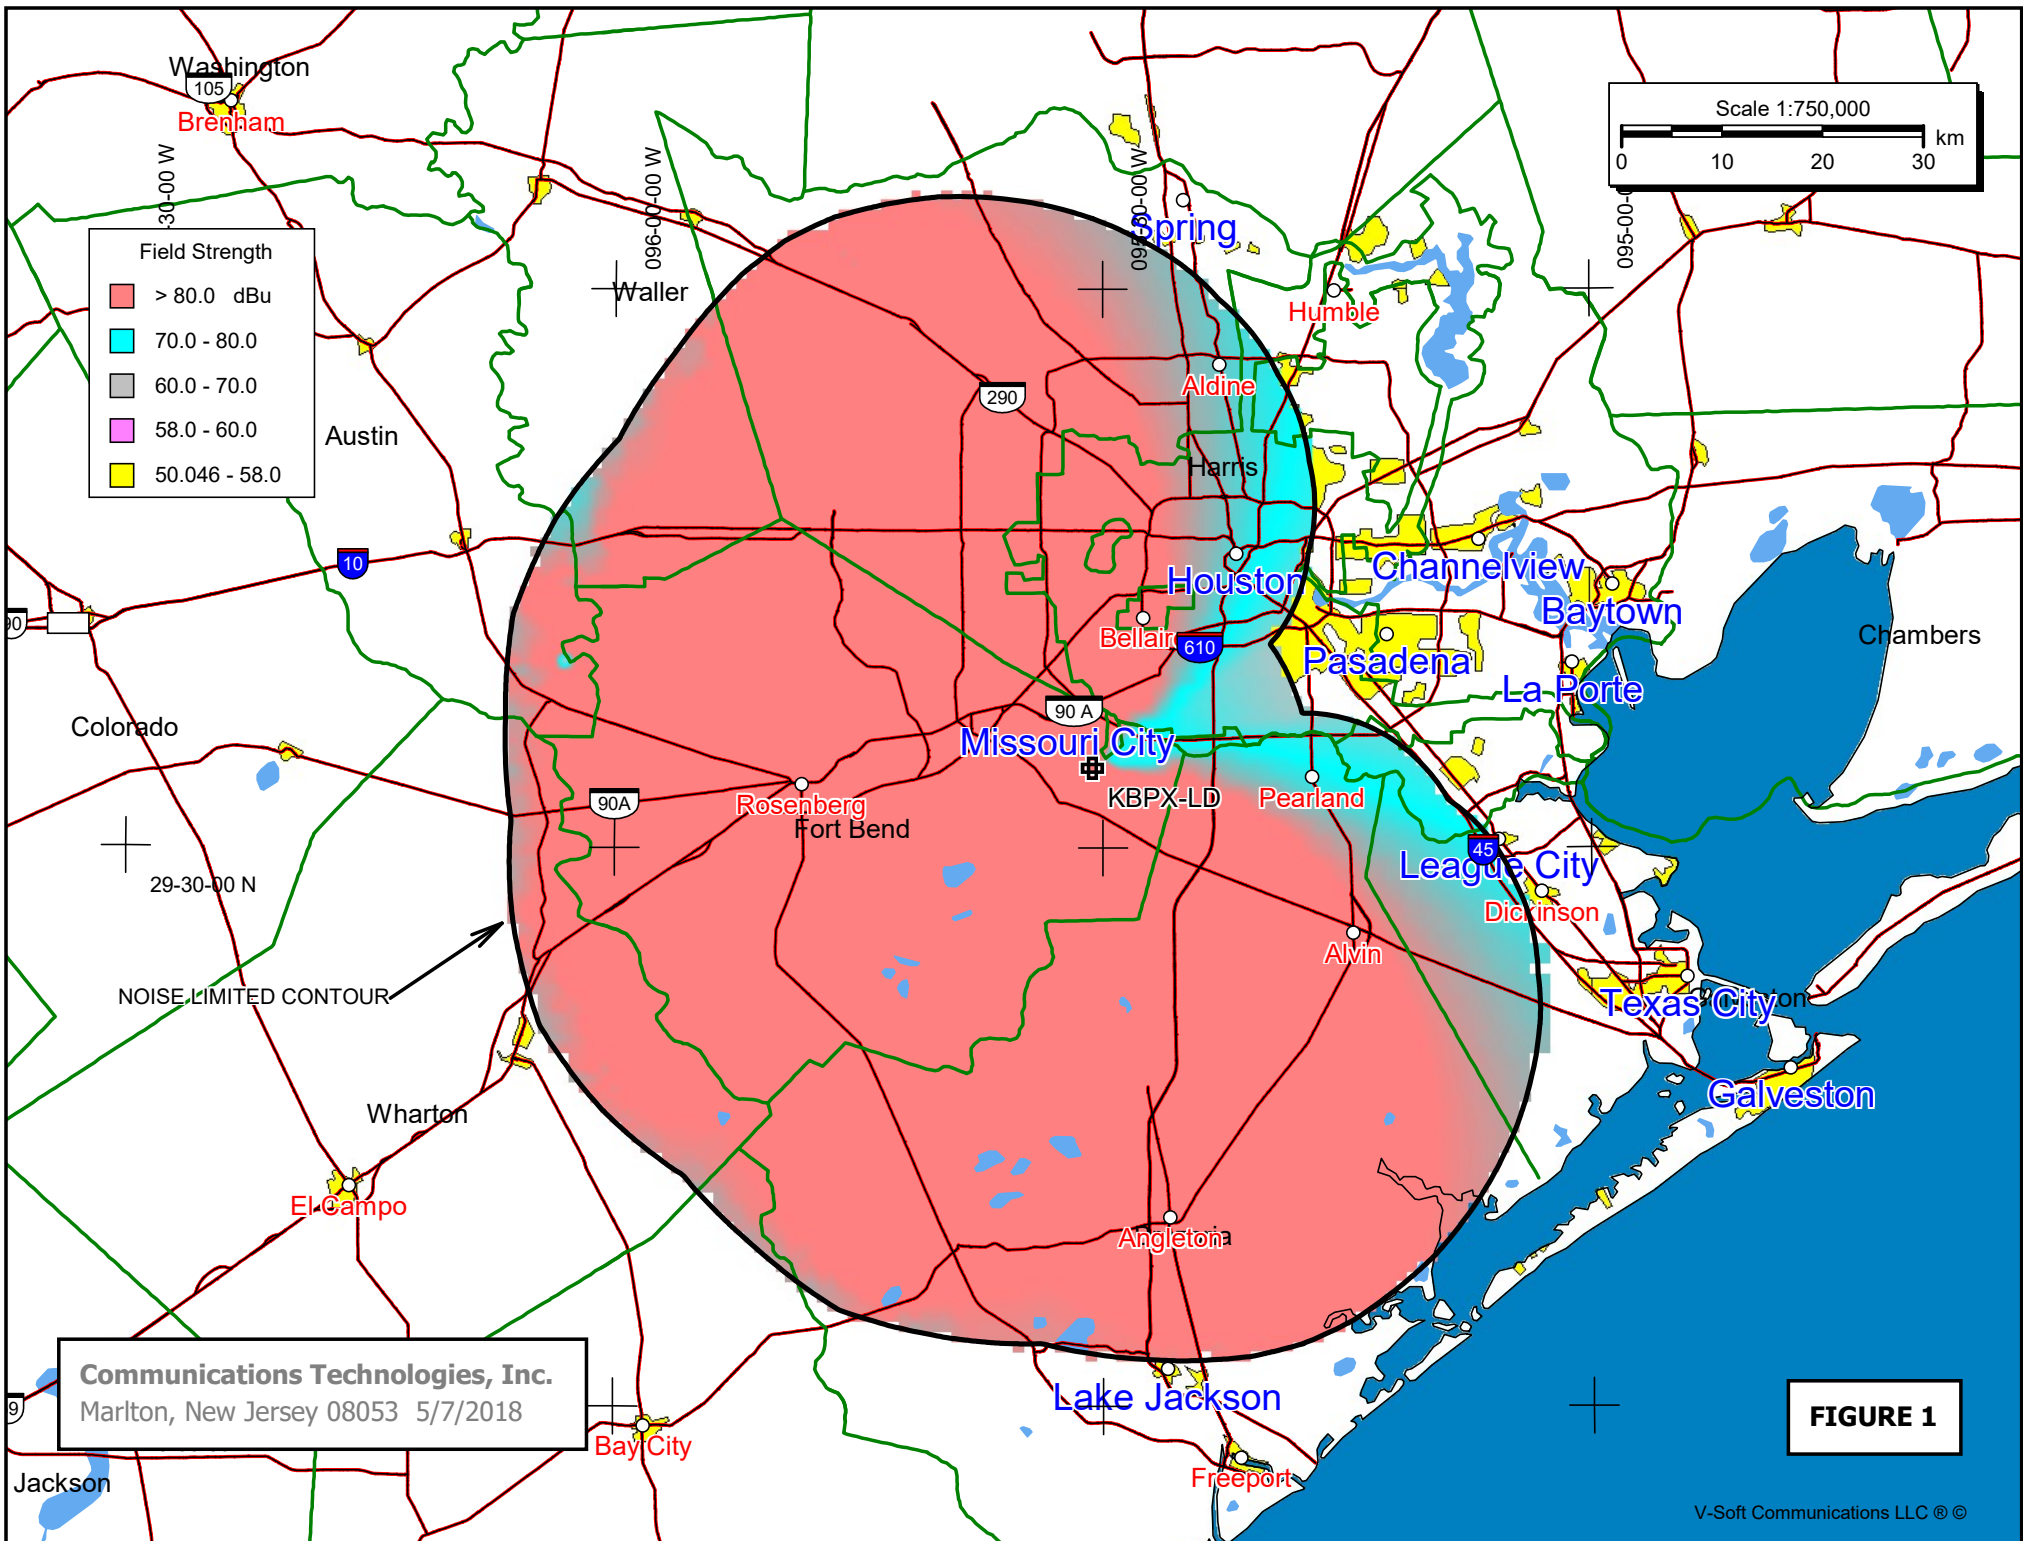 Washington
105
Brenham
Scale 1:750,000
km
0 10 20 30
-30-00 W
096-00-00 W
095-30-00 W
095-00-0
Spring
Field Strength
> 80.0 dBu
70.0 - 80.0
60.0 - 70.0
58.0 - 60.0
50.046 - 58.0
Waller
Humble
Aldine
290
Austin
Harris
10
Channelview
Houston
Baytown
90
Bellair
610
Chambers
Pasadena
La Porte
90 A
Colorado
Missouri City
KBPX-LD
Pearland
90A
Rosenberg
Fort Bend
45
League City
29-30-00 N
Dickinson
Alvin
NOISE LIMITED CONTOUR
Texas City
Galveston
Wharton
El Campo
Angleton
Communications Technologies, Inc.
Marlton, New Jersey 08053 5/7/2018
Lake Jackson
FIGURE 1
9
Bay City
Freeport
Jackson
V-Soft Communications LLC ® ©